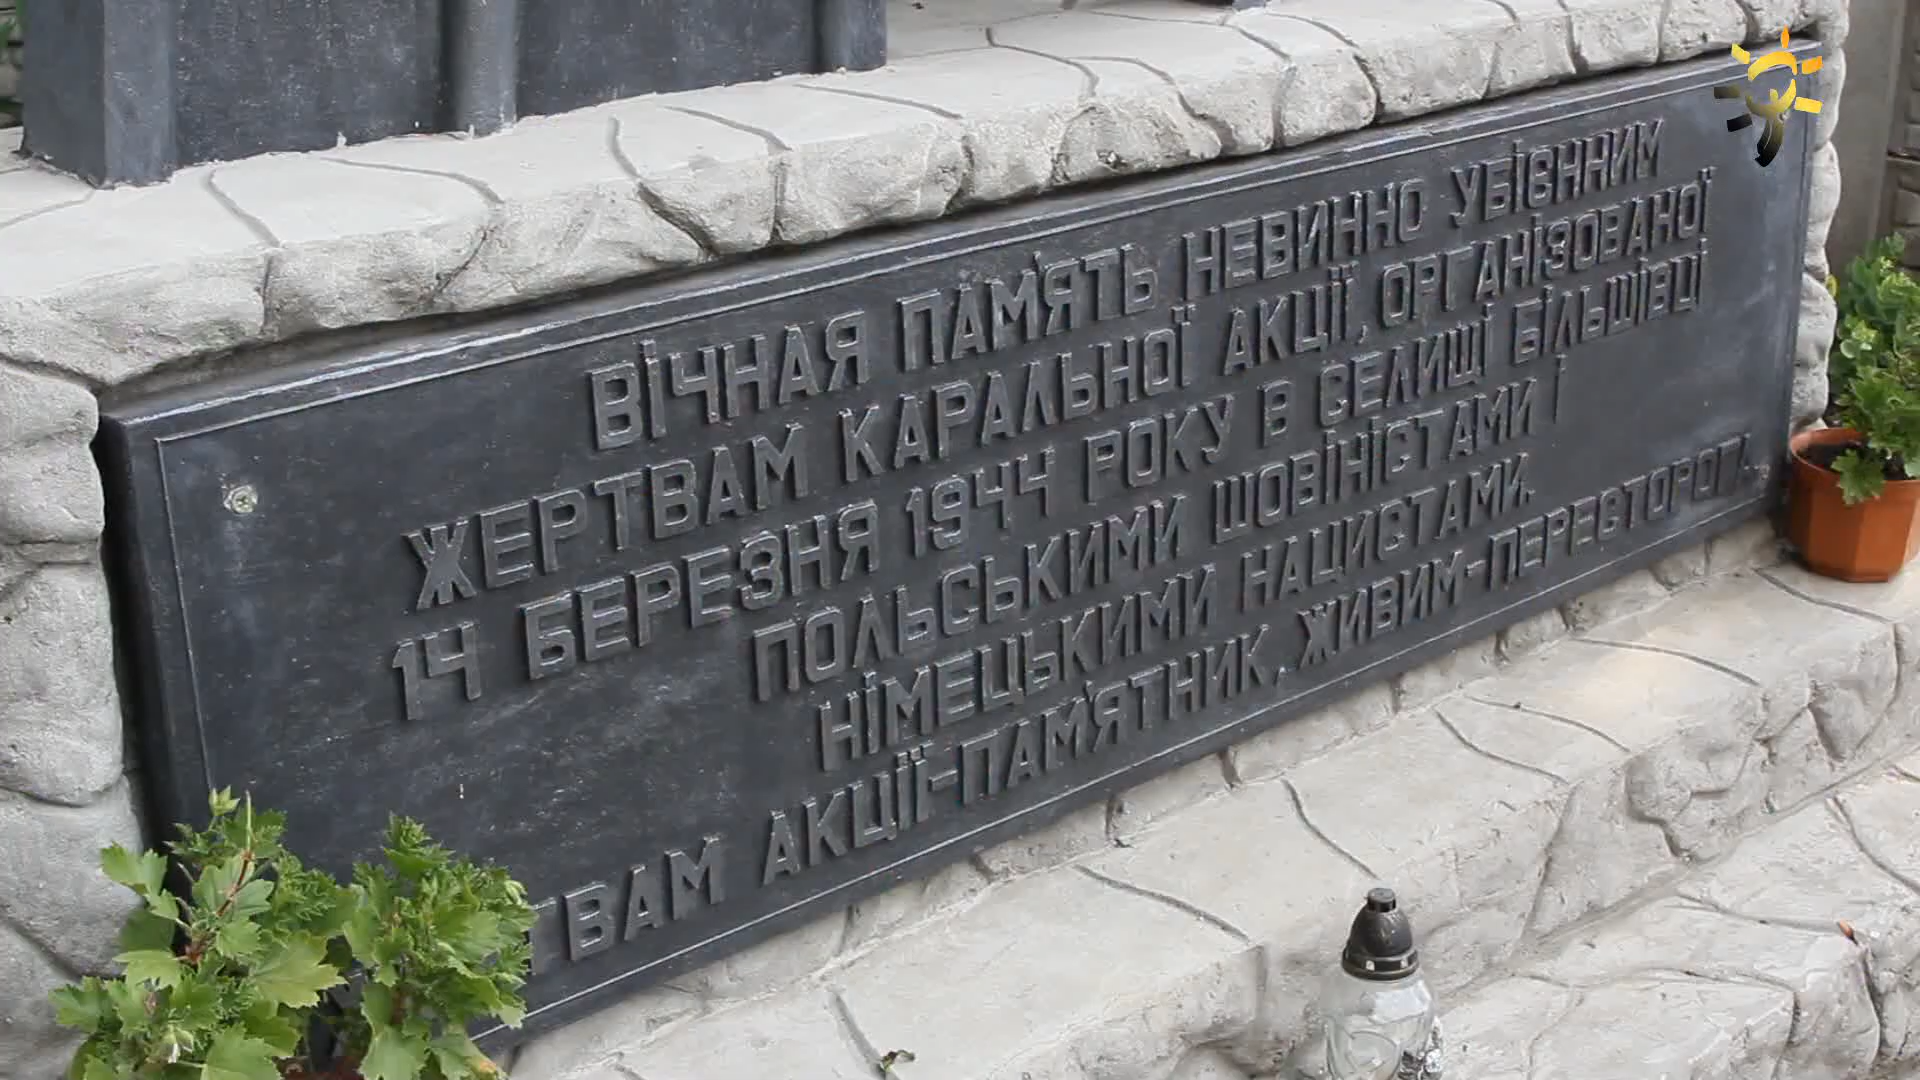 ВІЧНАЯ ПАМ'ЯТЬ НЕВИННО УБІЄННИМ
ЖЕРТВАМ КАРАЛЬНОЇ АКЦІЇ, ОРГАНІЗОВАНОЇ
14 БЕРЕЗНЯ 1944 РОКУ В СЕЛИЩІ БІЛЬШІВЦІ
ПОЛЬСЬКИМИ ШОВІНІСТАМИ І
НІМЕЦЬКИМИ НАЦИСТАМИ.
ТВАМ АКЦІЇ-ПАМ'ЯТНИК, ЖИВИМ-ПЕРЕСТОРОГА.